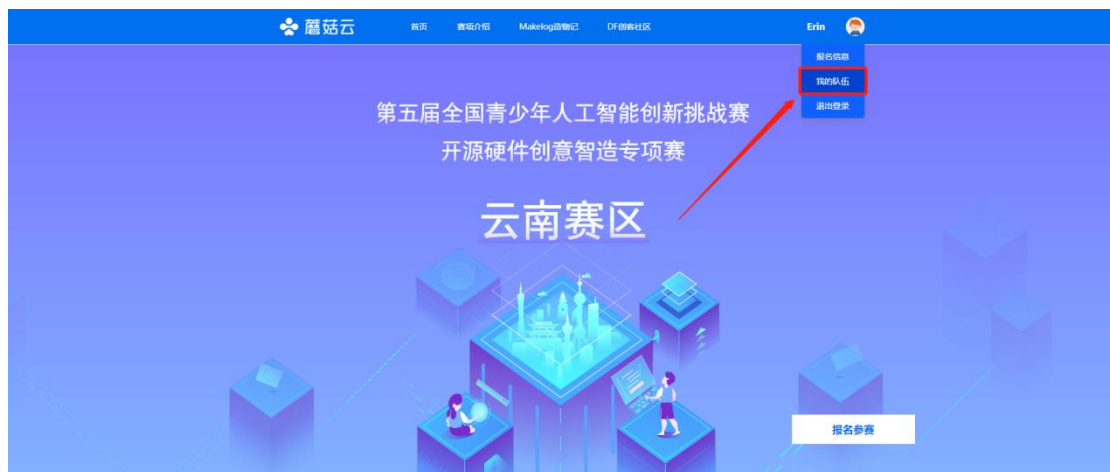 蘑菇云
首页 赛项介绍 Makelog造物记 DF创客社区 Erin
报名信息
我的队伍
退出登录
第五届全国青少年人工智能创新挑战赛
开源硬件创意智造专项赛
云南赛区
报名参赛